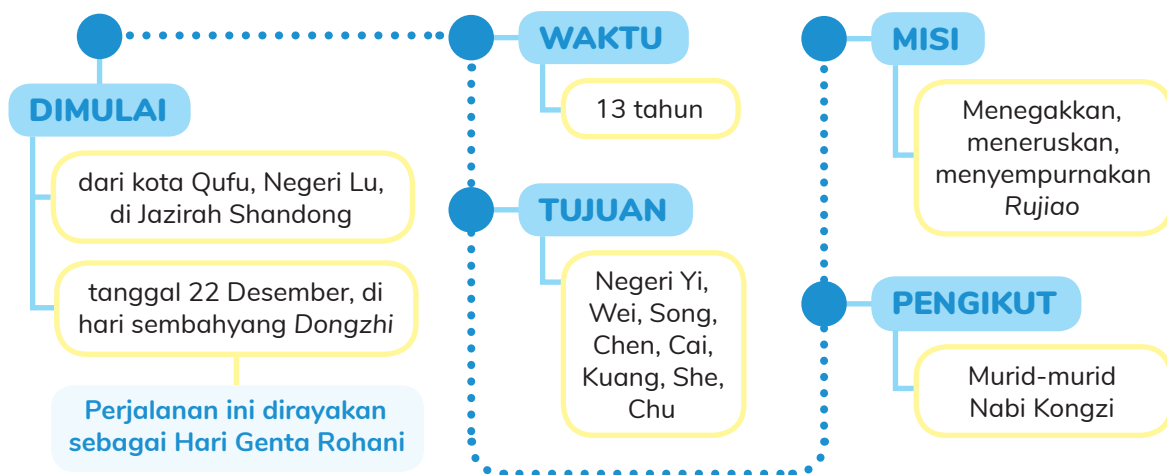 DIMULAI
dari kota Qufu, Negeri Lu,
di Jazirah Shandong
tanggal 22 Desember, di
hari sembahyang Dongzhi
Perjalanan ini dirayakan
sebagai Hari Genta Rohani
WAKTU
13 tahun
TUJUAN
Negeri Yi,
Wei, Song,
Chen, Cai,
Kuang, She,
Chu
MISI
Menegakkan,
meneruskan,
menyempurnakan
Rujiao
PENGIKUT
Murid-murid
Nabi Kongzi